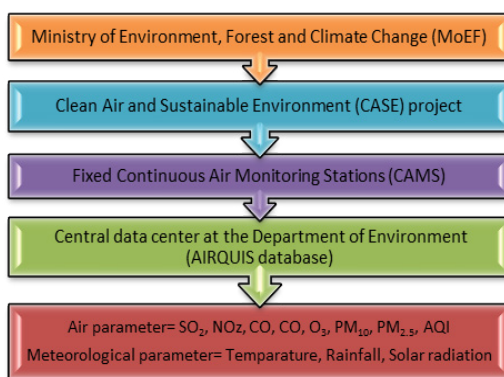 Ministry of Environment, Forest and Climate Change (MoEF)
Clean Air and Sustainable Environment (CASE) project
Fixed Continuous Air Monitoring Stations (CAMS)
Central data center at the Department of Environment
(AIRQUIS database)
Air parameter= SO₂, NOz, CO, CO, O₃, PM₁₀, PM₂.₅, AQI
Meteorological parameter= Temparature, Rainfall, Solar radiation